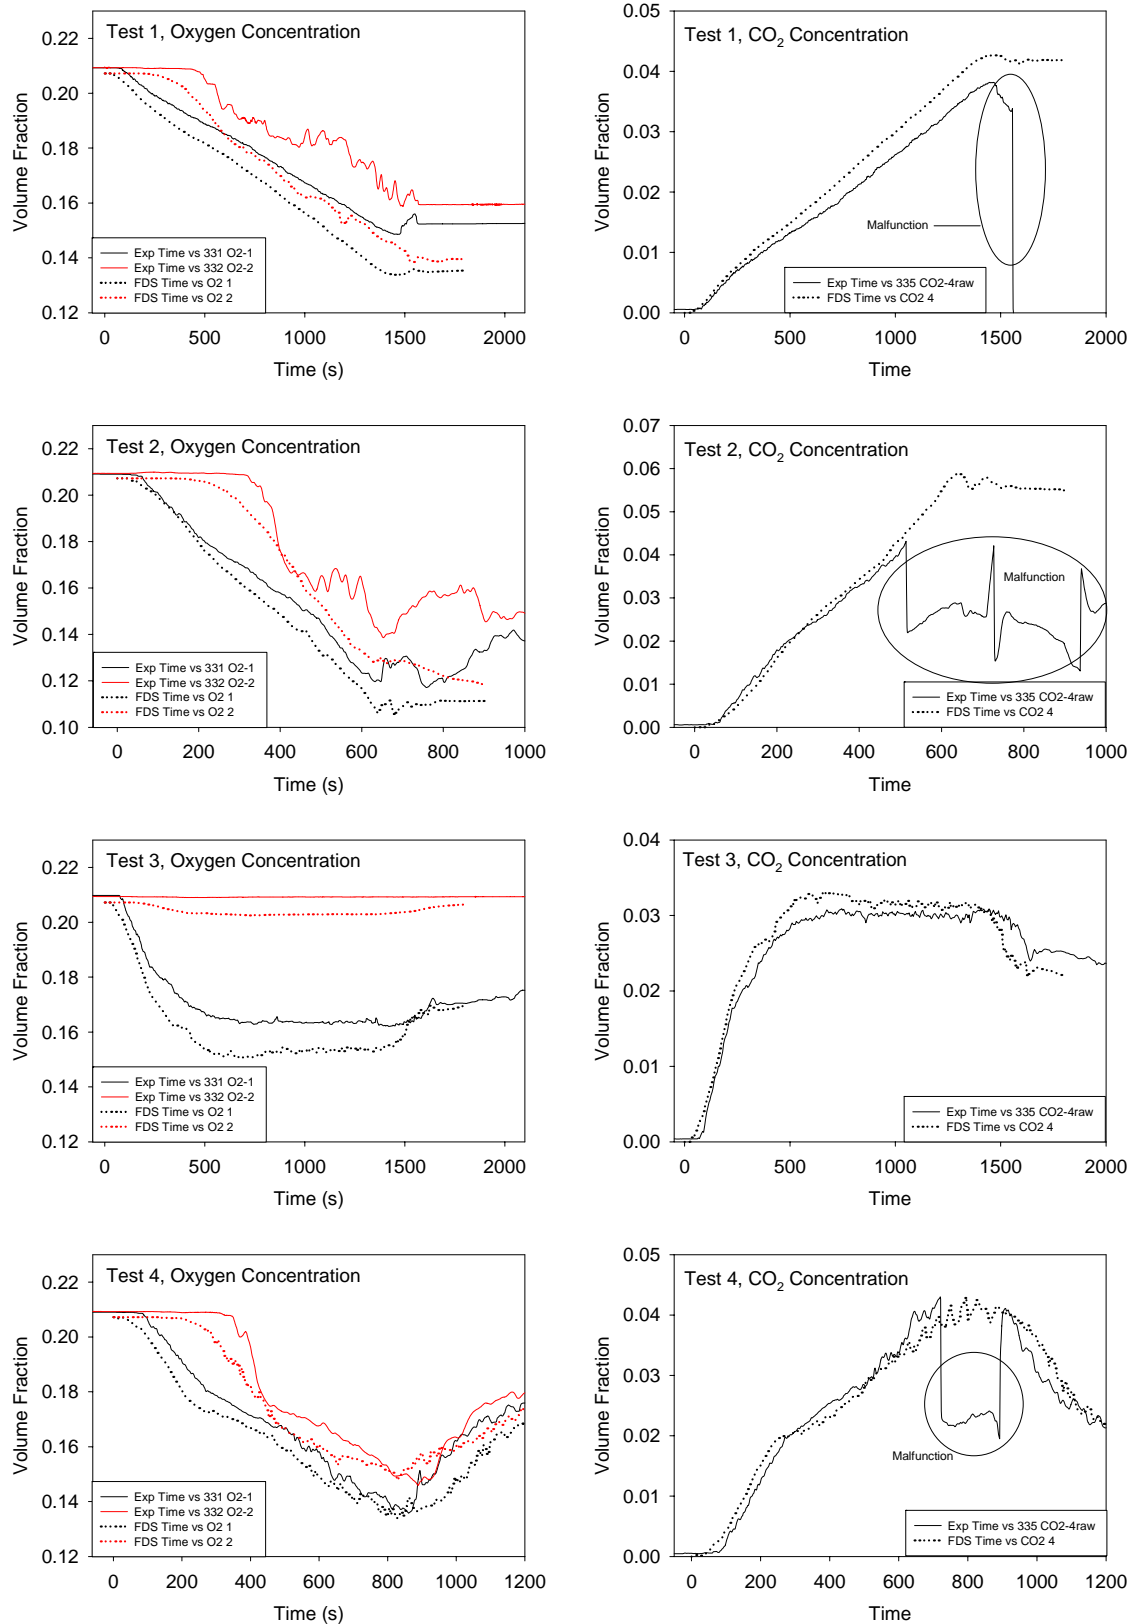 Test 1, Oxygen Concentration
0.22
0.20
0.18
0.16
0.14
0.12
Volume Fraction
Exp Time vs 331 O2-1
Exp Time vs 332 O2-2
FDS Time vs O2 1
FDS Time vs O2 2
0 500 1000 1500 2000
Time (s)
Test 1, CO2 Concentration
0.05
0.04
0.03
0.02
0.01
0.00
Volume Fraction
Malfunction
Exp Time vs 335 CO2-4raw
FDS Time vs CO2 4
0 500 1000 1500 2000
Time
Test 2, Oxygen Concentration
0.22
0.20
0.18
0.16
0.14
0.12
0.10
Volume Fraction
Exp Time vs 331 O2-1
Exp Time vs 332 O2-2
FDS Time vs O2 1
FDS Time vs O2 2
0 200 400 600 800 1000
Time (s)
Test 2, CO2 Concentration
0.07
0.06
0.05
0.04
0.03
0.02
0.01
0.00
Volume Fraction
Malfunction
Exp Time vs 335 CO2-4raw
FDS Time vs CO2 4
0 200 400 600 800 1000
Time
Test 3, Oxygen Concentration
0.22
0.20
0.18
0.16
0.14
0.12
Volume Fraction
Exp Time vs 331 O2-1
Exp Time vs 332 O2-2
FDS Time vs O2 1
FDS Time vs O2 2
0 500 1000 1500 2000
Time (s)
Test 3, CO2 Concentration
0.04
0.03
0.02
0.01
0.00
Volume Fraction
Exp Time vs 335 CO2-4raw
FDS Time vs CO2 4
0 500 1000 1500 2000
Time
Test 4, Oxygen Concentration
0.22
0.20
0.18
0.16
0.14
0.12
Volume Fraction
Exp Time vs 331 O2-1
Exp Time vs 332 O2-2
FDS Time vs O2 1
FDS Time vs O2 2
0 200 400 600 800 1000 1200
Time (s)
Test 4, CO2 Concentration
0.05
0.04
0.03
0.02
0.01
0.00
Volume Fraction
Malfunction
Exp Time vs 335 CO2-4raw
FDS Time vs CO2 4
0 200 400 600 800 1000 1200
Time